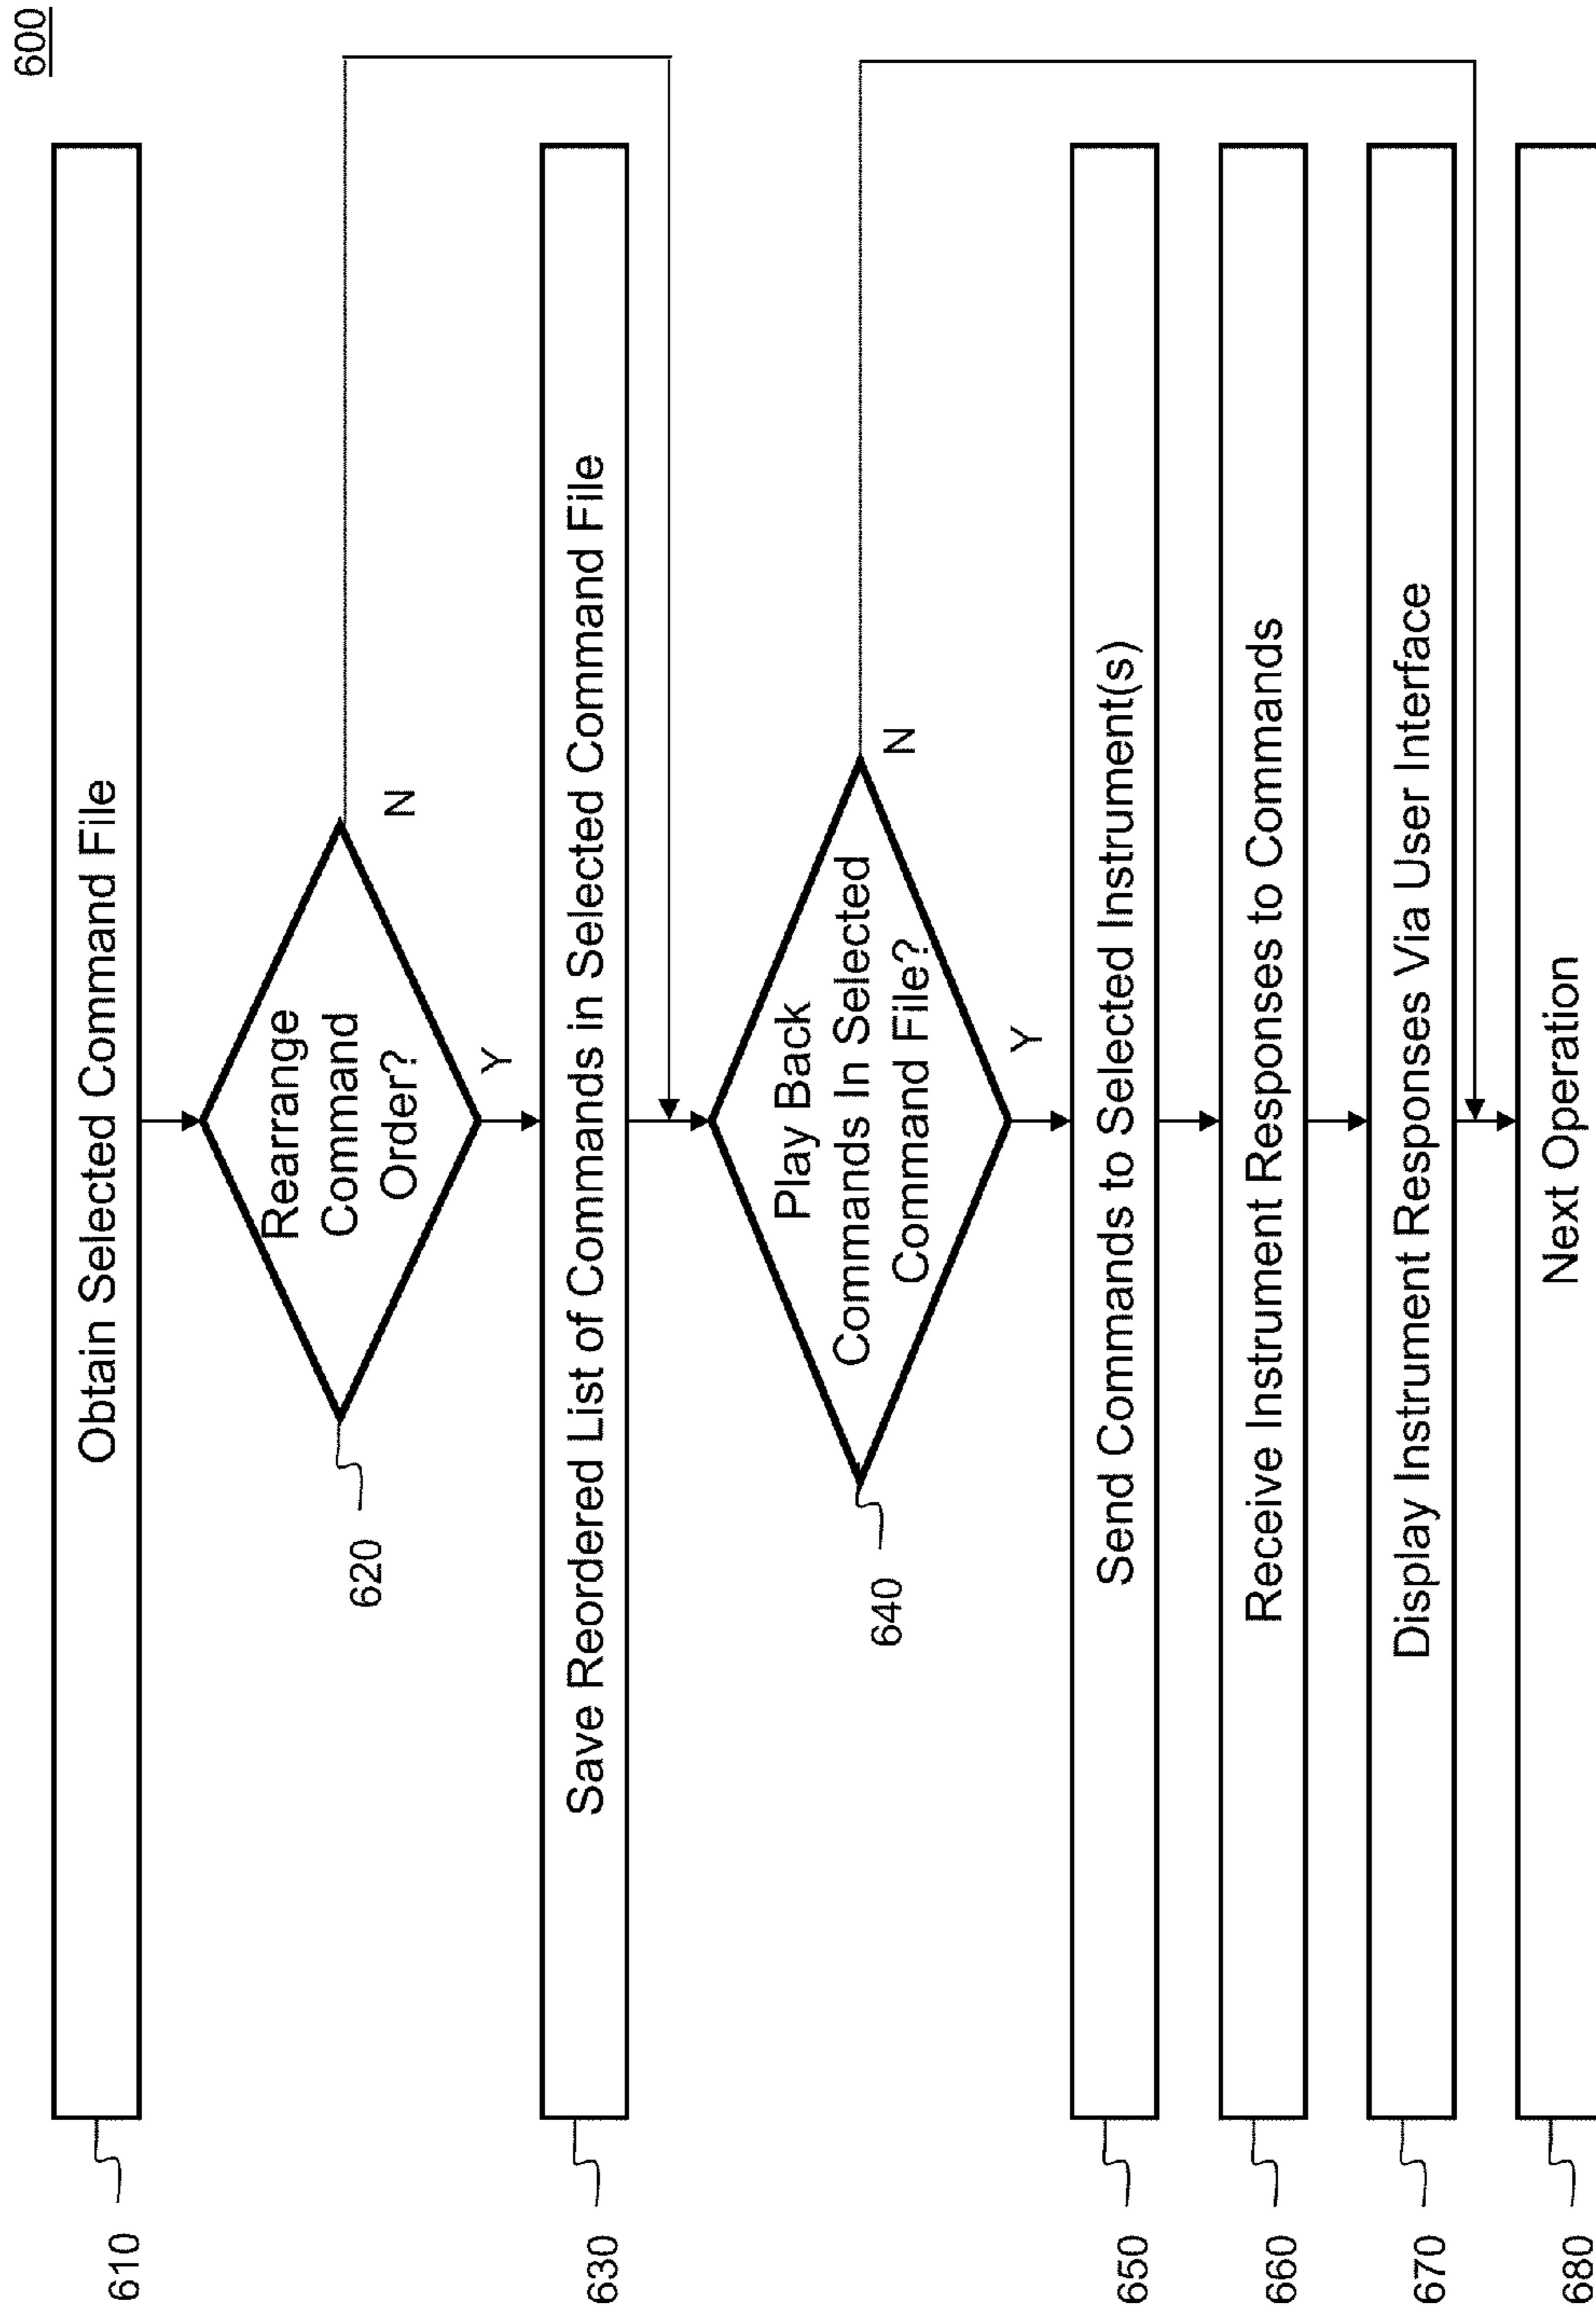 600
610
Obtain Selected Command File
Rearrange
Command
Order?
620
N
Y
630
Save Reordered List of Commands in Selected Command File
Play Back
Commands In Selected
Command File?
640
N
Y
650
Send Commands to Selected Instrument(s)
660
Receive Instrument Responses to Commands
670
Display Instrument Responses Via User Interface
680
Next Operation